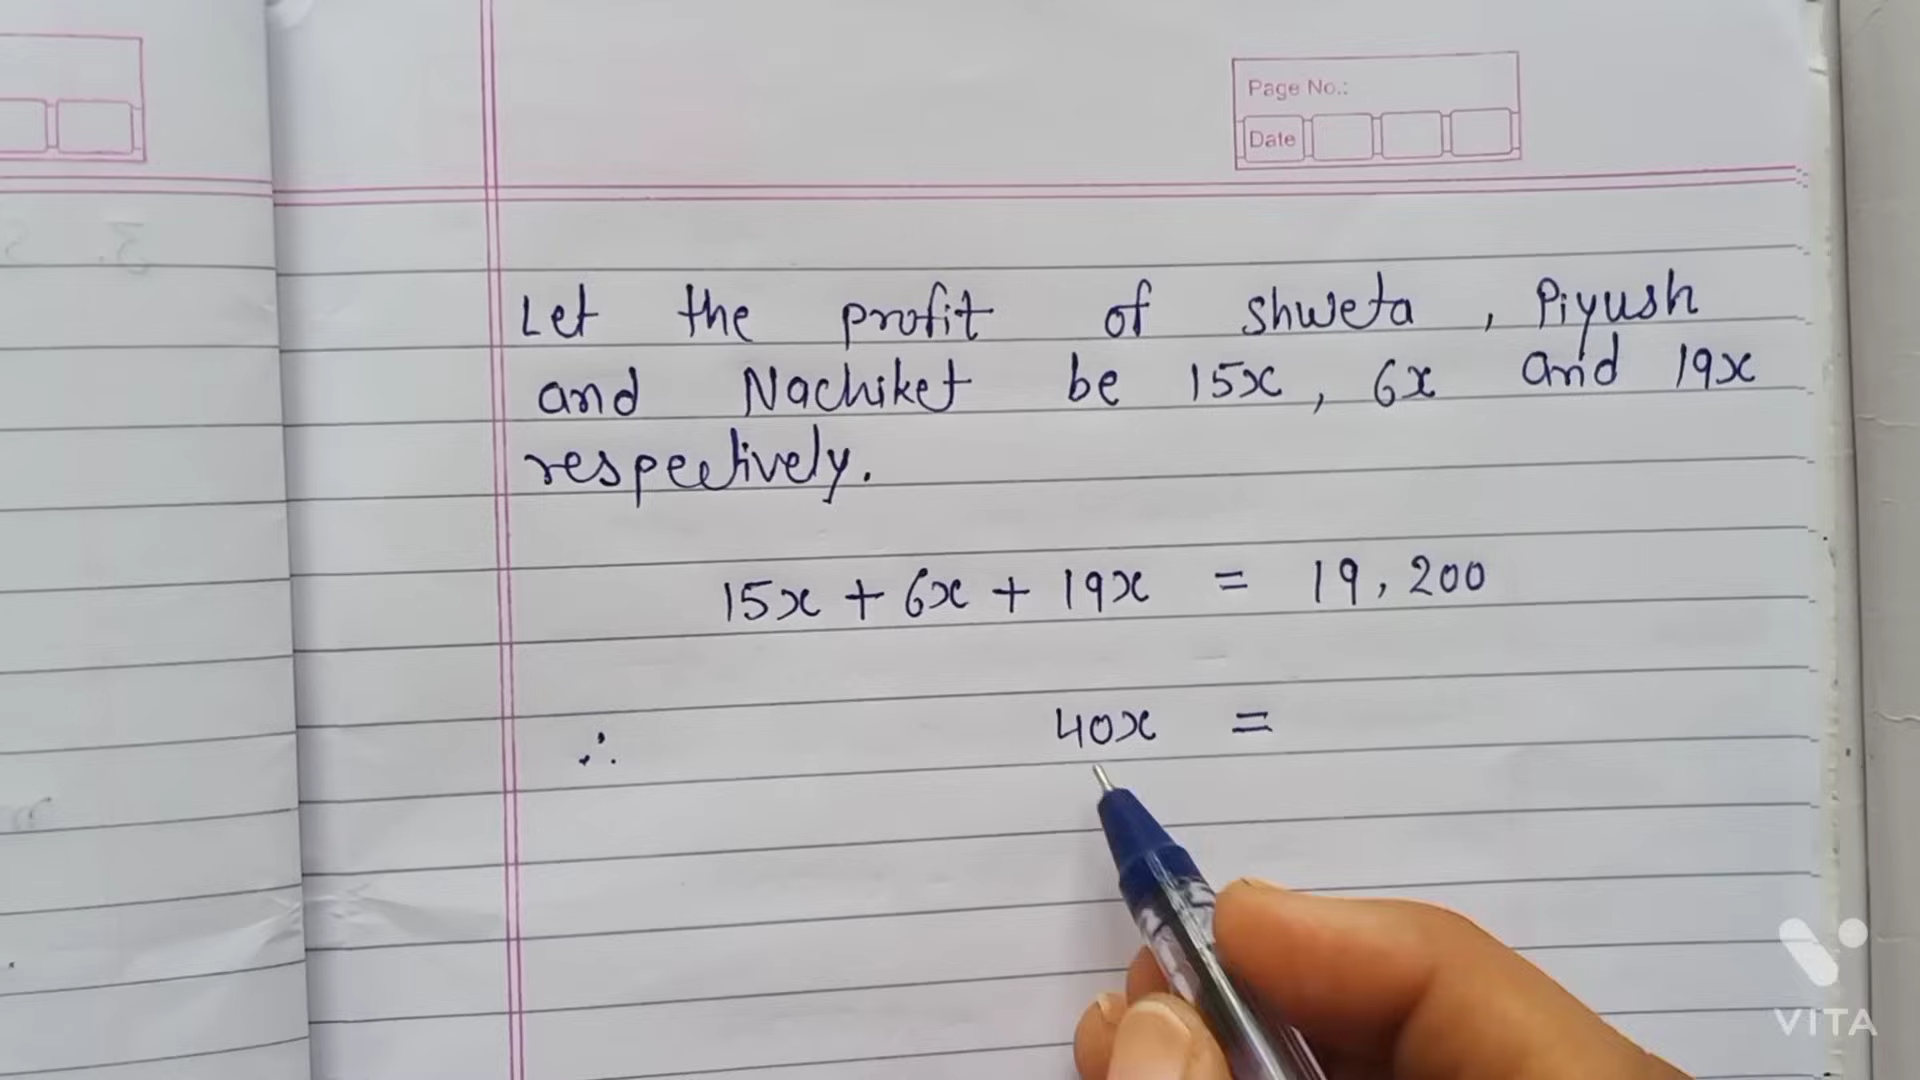 Page No.:
Date
Let the profit of shweta, Piyush
and Nachiket be 15x, 6x and 19x
respectively.
15x + 6x + 19x = 19,200
∴ 40x =
VITA